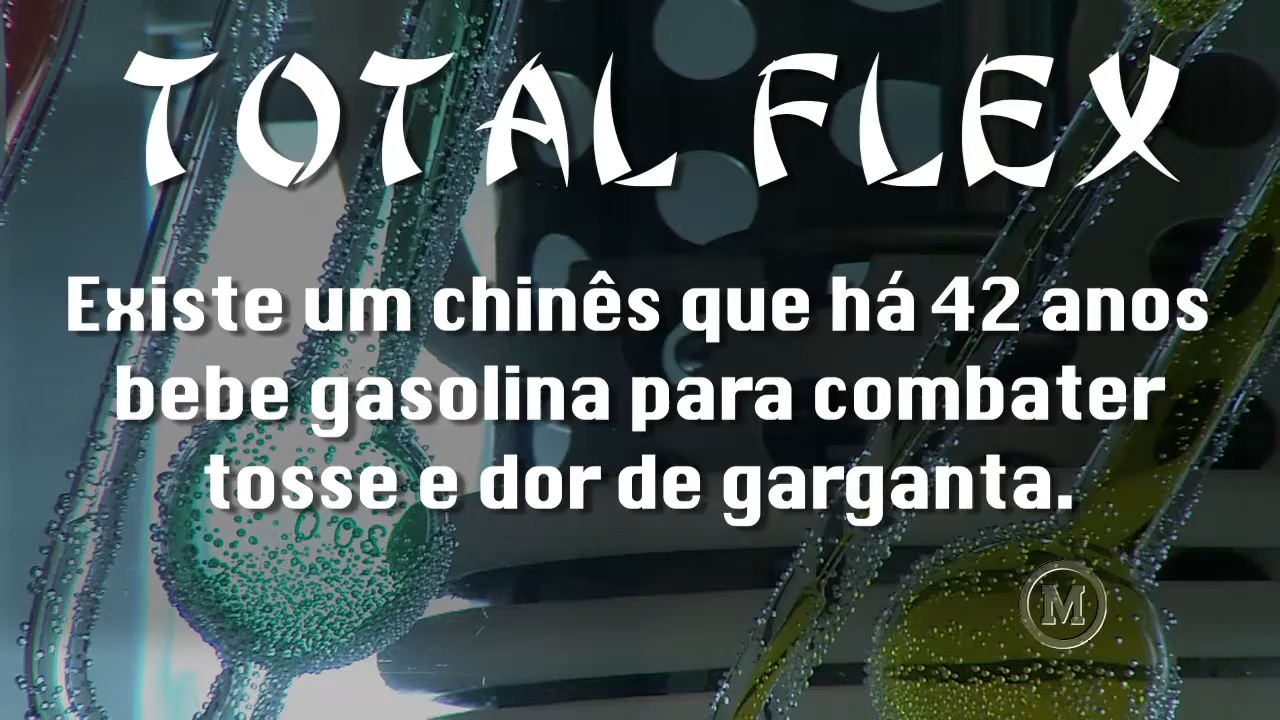 TOTAL FLEX
Existe um chinês que há 42 anos
bebe gasolina para combater
tosse e dor de garganta.
M